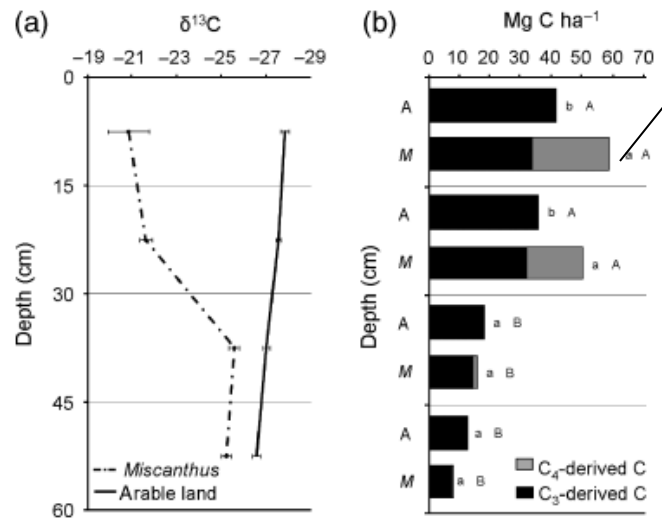 (a) δ¹³C
−19 −21 −23 −25 −27 −29
0
15
30
45
60
Depth (cm)
Miscanthus
Arable land
(b) Mg C ha⁻¹
0 10 20 30 40 50 60 70
Depth (cm)
A b A
M a A
A b A
M a A
A a B
M a B
A a B
M a B
C₄-derived C
C₃-derived C